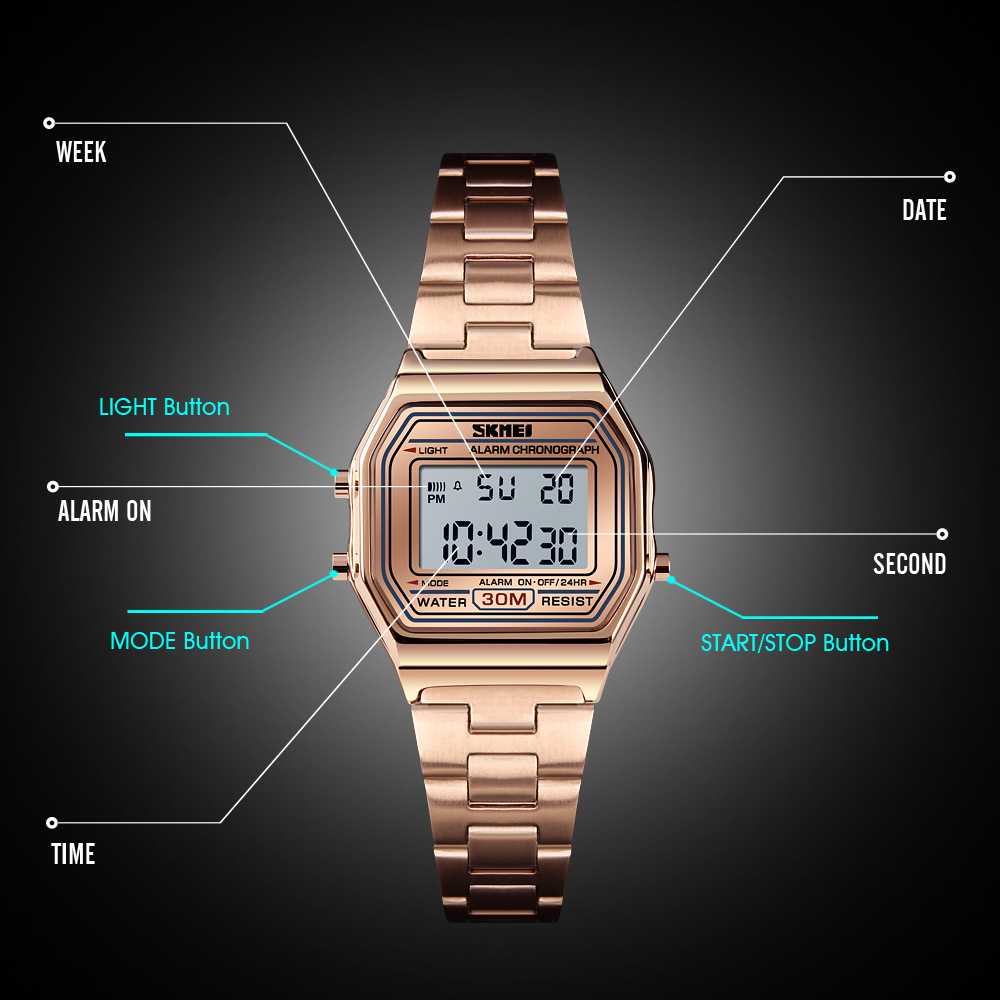 WEEK
DATE
LIGHT Button
SKMEI
LIGHT
ALARM CHRONOGRAPH
ALARM ON
PM
SU 20
10:42 30
SECOND
MODE
ALARM ON·OFF/24HR
WATER 30M RESIST
MODE Button
START/STOP Button
TIME